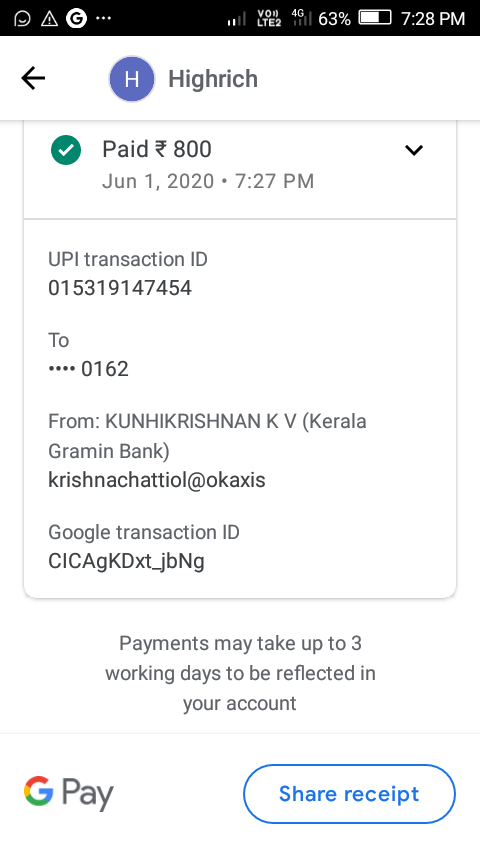 VO)) LTE2 4G 63% 7:28 PM
H Highrich
Paid ₹ 800
Jun 1, 2020 • 7:27 PM
UPI transaction ID
015319147454
To
•••• 0162
From: KUNHIKRISHNAN K V (Kerala
Gramin Bank)
krishnachattiol@okaxis
Google transaction ID
CICAgKDxt_jbNg
Payments may take up to 3
working days to be reflected in
your account
G Pay
Share receipt